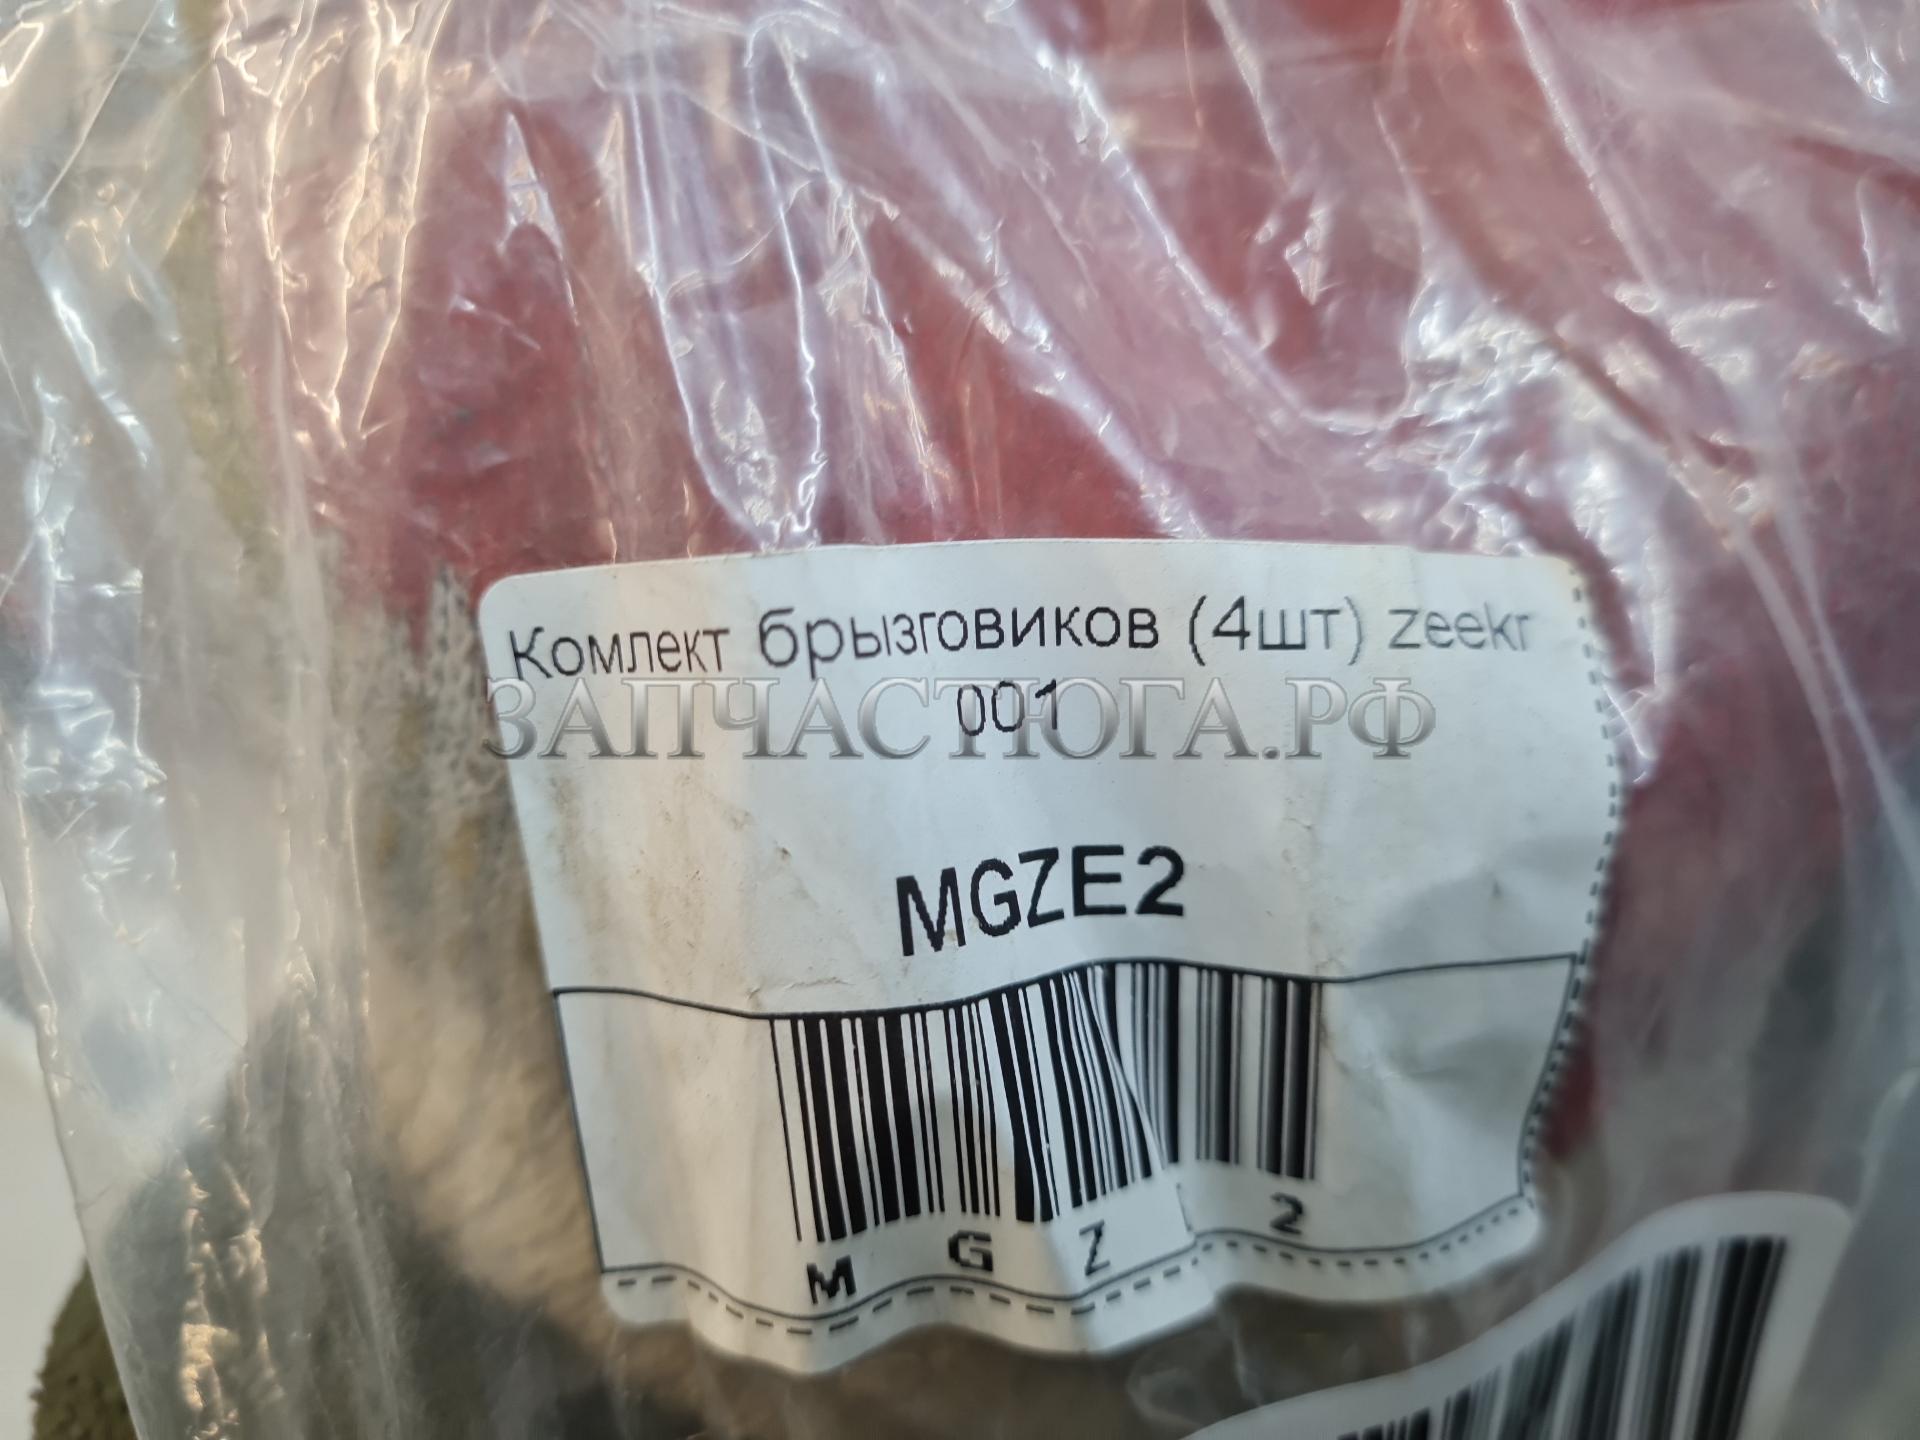 Комлект брызговиков (4шт) zeekr
001
ЗАПЧАСТЮГА.РФ
MGZE2
M G Z 2